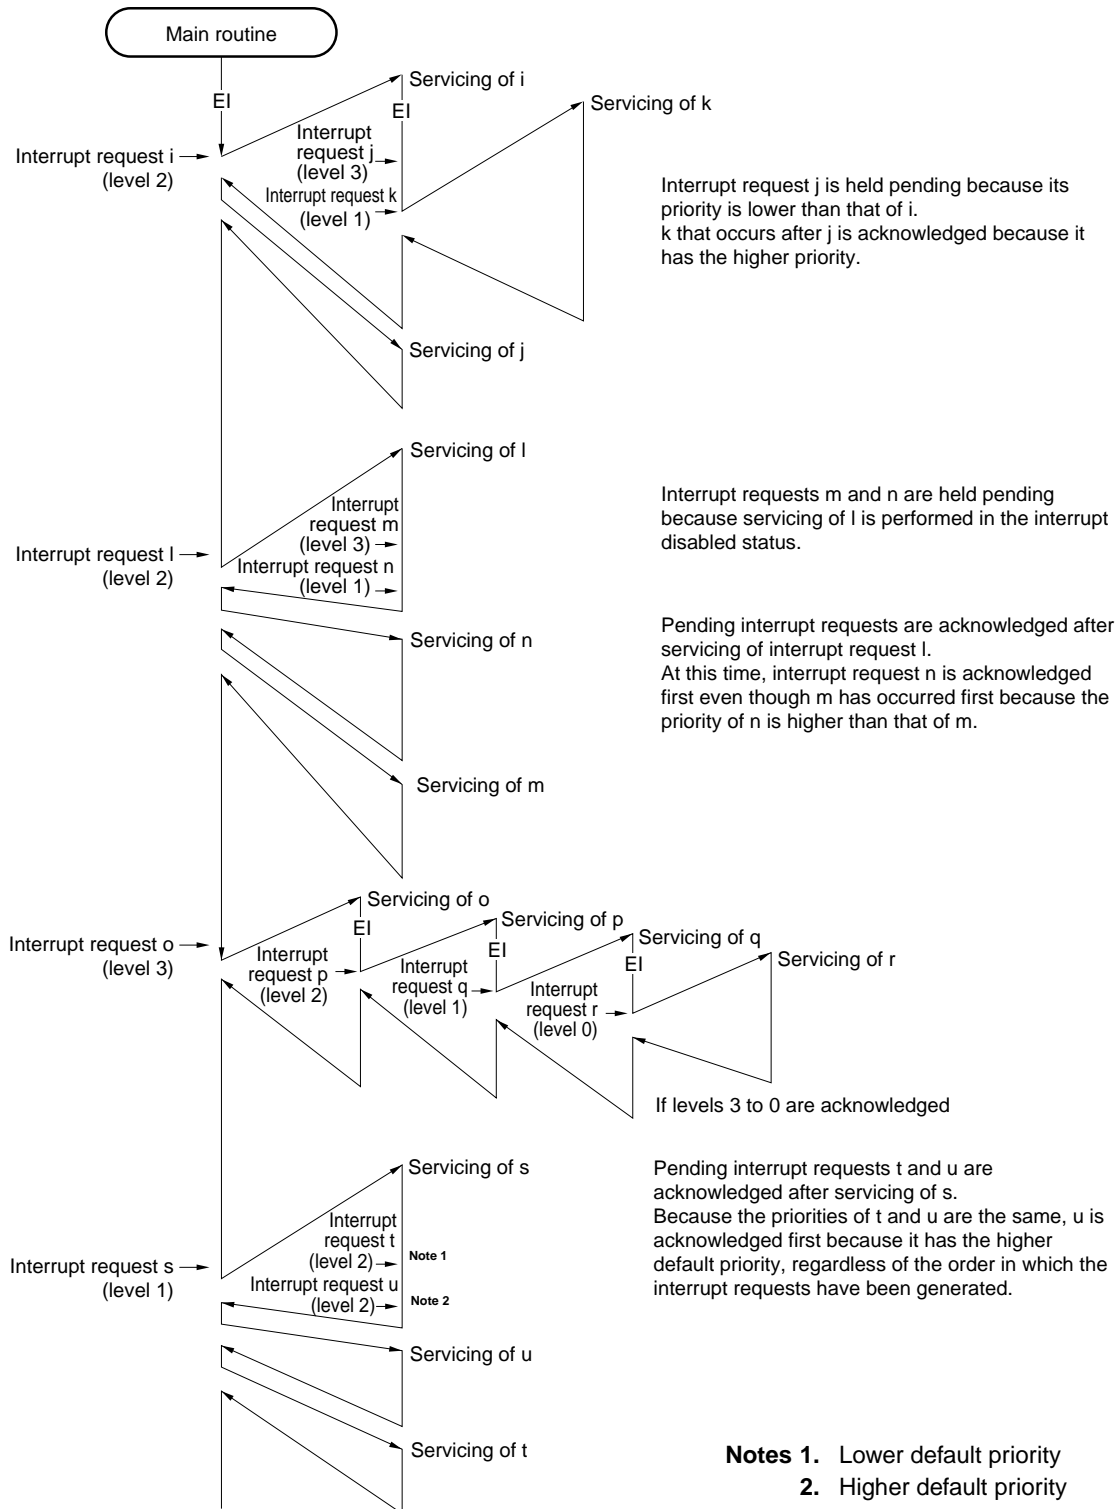 Main routine
EI
Servicing of i
EI
Servicing of k
Interrupt request i
(level 2)
Interrupt
request j
(level 3)
Interrupt request k
(level 1)
Interrupt request j is held pending because its
priority is lower than that of i.
k that occurs after j is acknowledged because it
has the higher priority.
Servicing of j
Servicing of l
Interrupt request l
(level 2)
Interrupt
request m
(level 3)
Interrupt request n
(level 1)
Interrupt requests m and n are held pending
because servicing of l is performed in the interrupt
disabled status.
Servicing of n
Pending interrupt requests are acknowledged after
servicing of interrupt request l.
At this time, interrupt request n is acknowledged
first even though m has occurred first because the
priority of n is higher than that of m.
Servicing of m
Servicing of o
EI
Servicing of p
EI
Servicing of q
EI
Servicing of r
Interrupt request o
(level 3)
Interrupt
request p
(level 2)
Interrupt
request q
(level 1)
Interrupt
request r
(level 0)
If levels 3 to 0 are acknowledged
Servicing of s
Interrupt request s
(level 1)
Interrupt
request t
(level 2)
Note 1
Interrupt request u
(level 2)
Note 2
Pending interrupt requests t and u are
acknowledged after servicing of s.
Because the priorities of t and u are the same, u is
acknowledged first because it has the higher
default priority, regardless of the order in which the
interrupt requests have been generated.
Servicing of u
Servicing of t
Notes 1. Lower default priority
2. Higher default priority